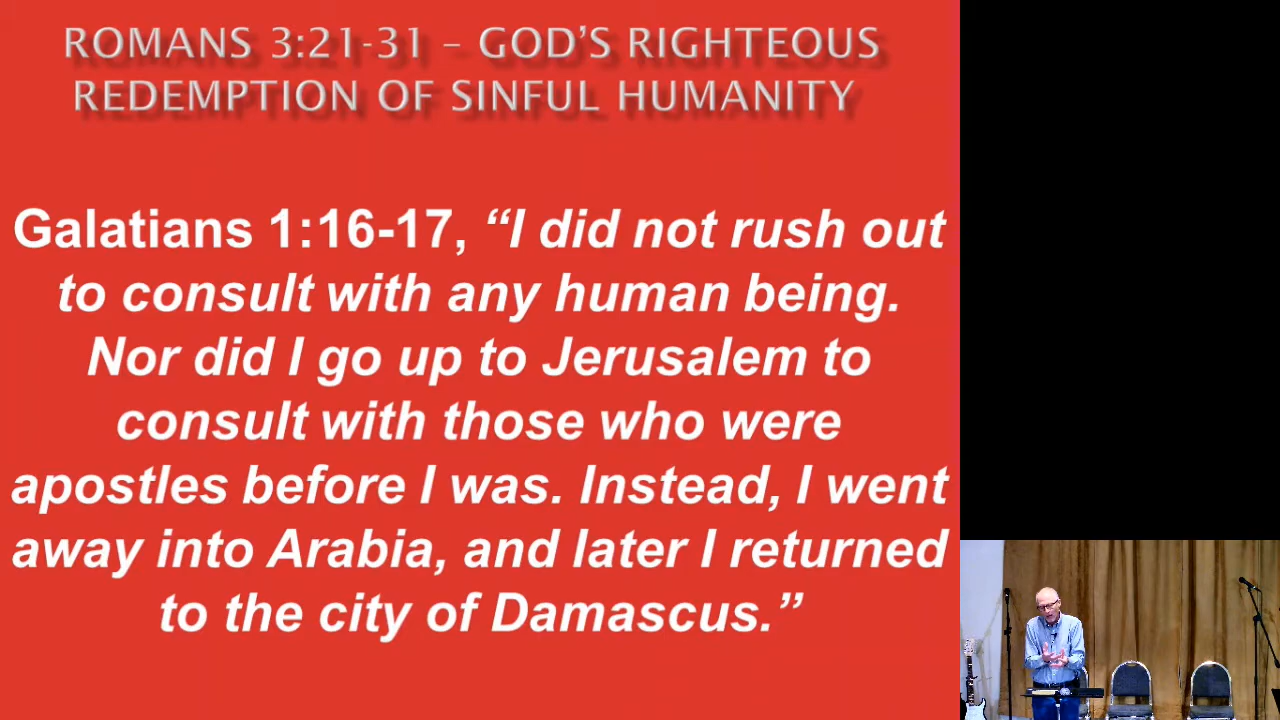 ROMANS 3:21-31 – GOD’S RIGHTEOUS
REDEMPTION OF SINFUL HUMANITY
Galatians 1:16-17, “I did not rush out
to consult with any human being.
Nor did I go up to Jerusalem to
consult with those who were
apostles before I was. Instead, I went
away into Arabia, and later I returned
to the city of Damascus.”